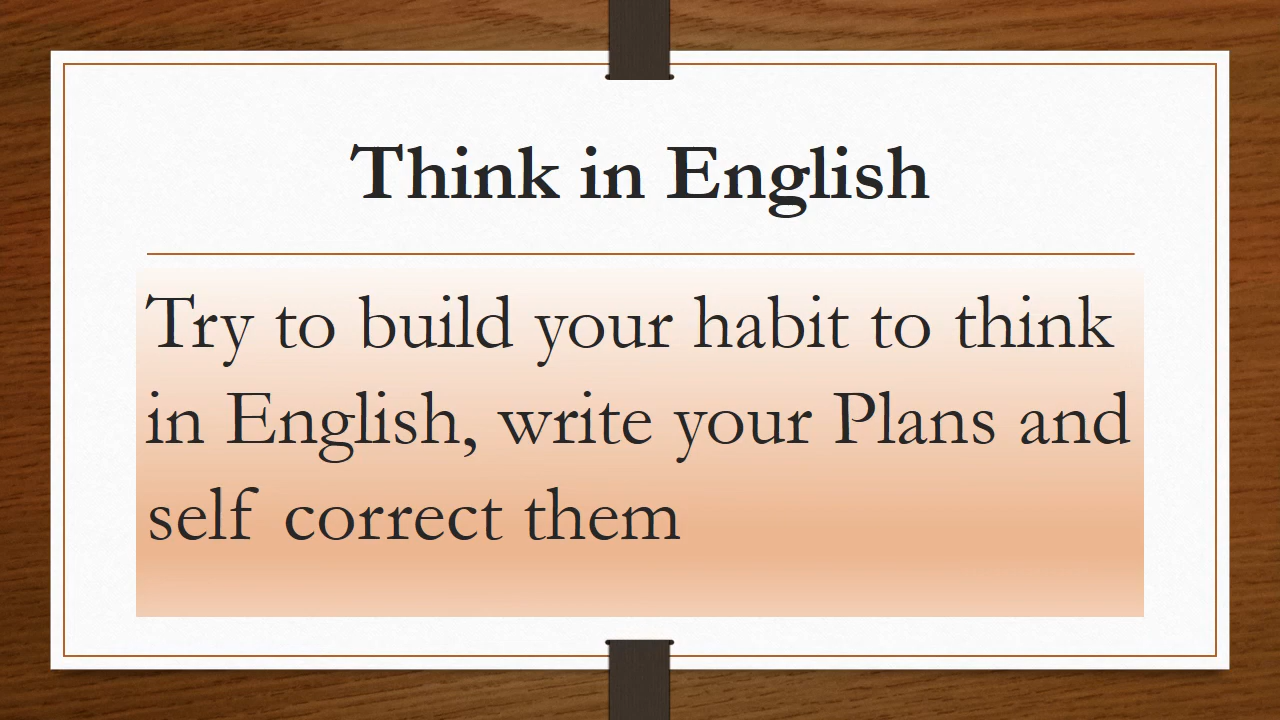 Think in English
Try to build your habit to think
in English, write your Plans and
self correct them